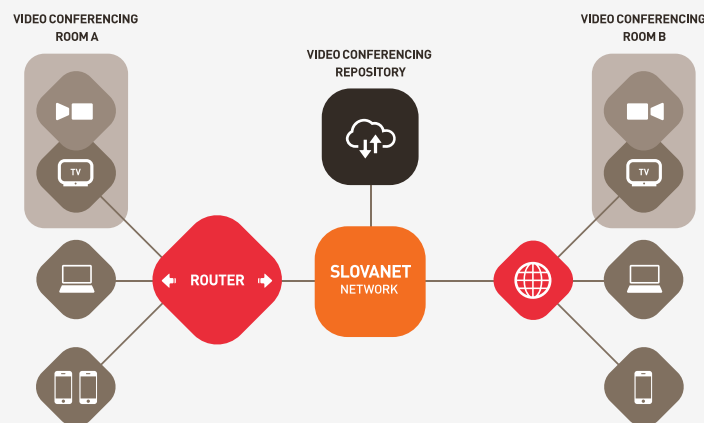 VIDEO CONFERENCING
ROOM A
VIDEO CONFERENCING
REPOSITORY
VIDEO CONFERENCING
ROOM B
TV
TV
ROUTER
SLOVANET
NETWORK